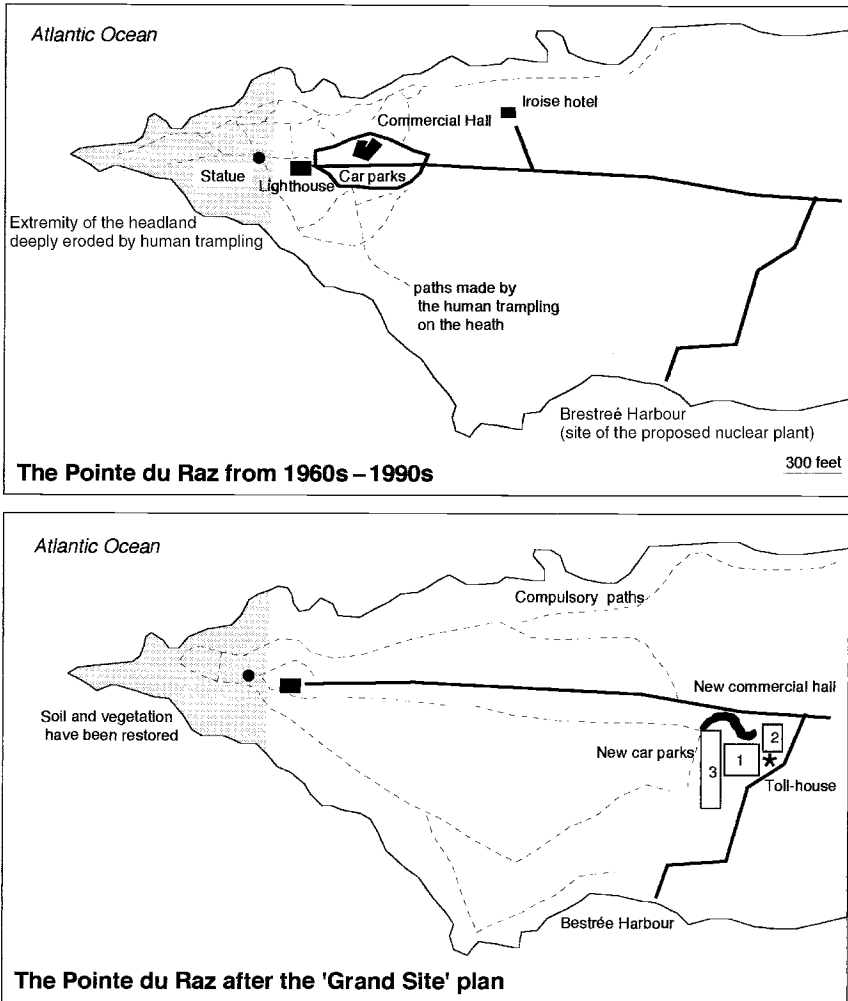 Atlantic Ocean
Iroise hotel
Commercial Hall
Statue
Lighthouse
Car parks
Extremity of the headland
deeply eroded by human trampling
paths made by
the human trampling
on the heath
Brestreé Harbour
(site of the proposed nuclear plant)
The Pointe du Raz from 1960s – 1990s
300 feet
Atlantic Ocean
Compulsory paths
New commercial hall
Soil and vegetation
have been restored
New car parks
1
2
3
Toll-house
Bestrée Harbour
The Pointe du Raz after the 'Grand Site' plan